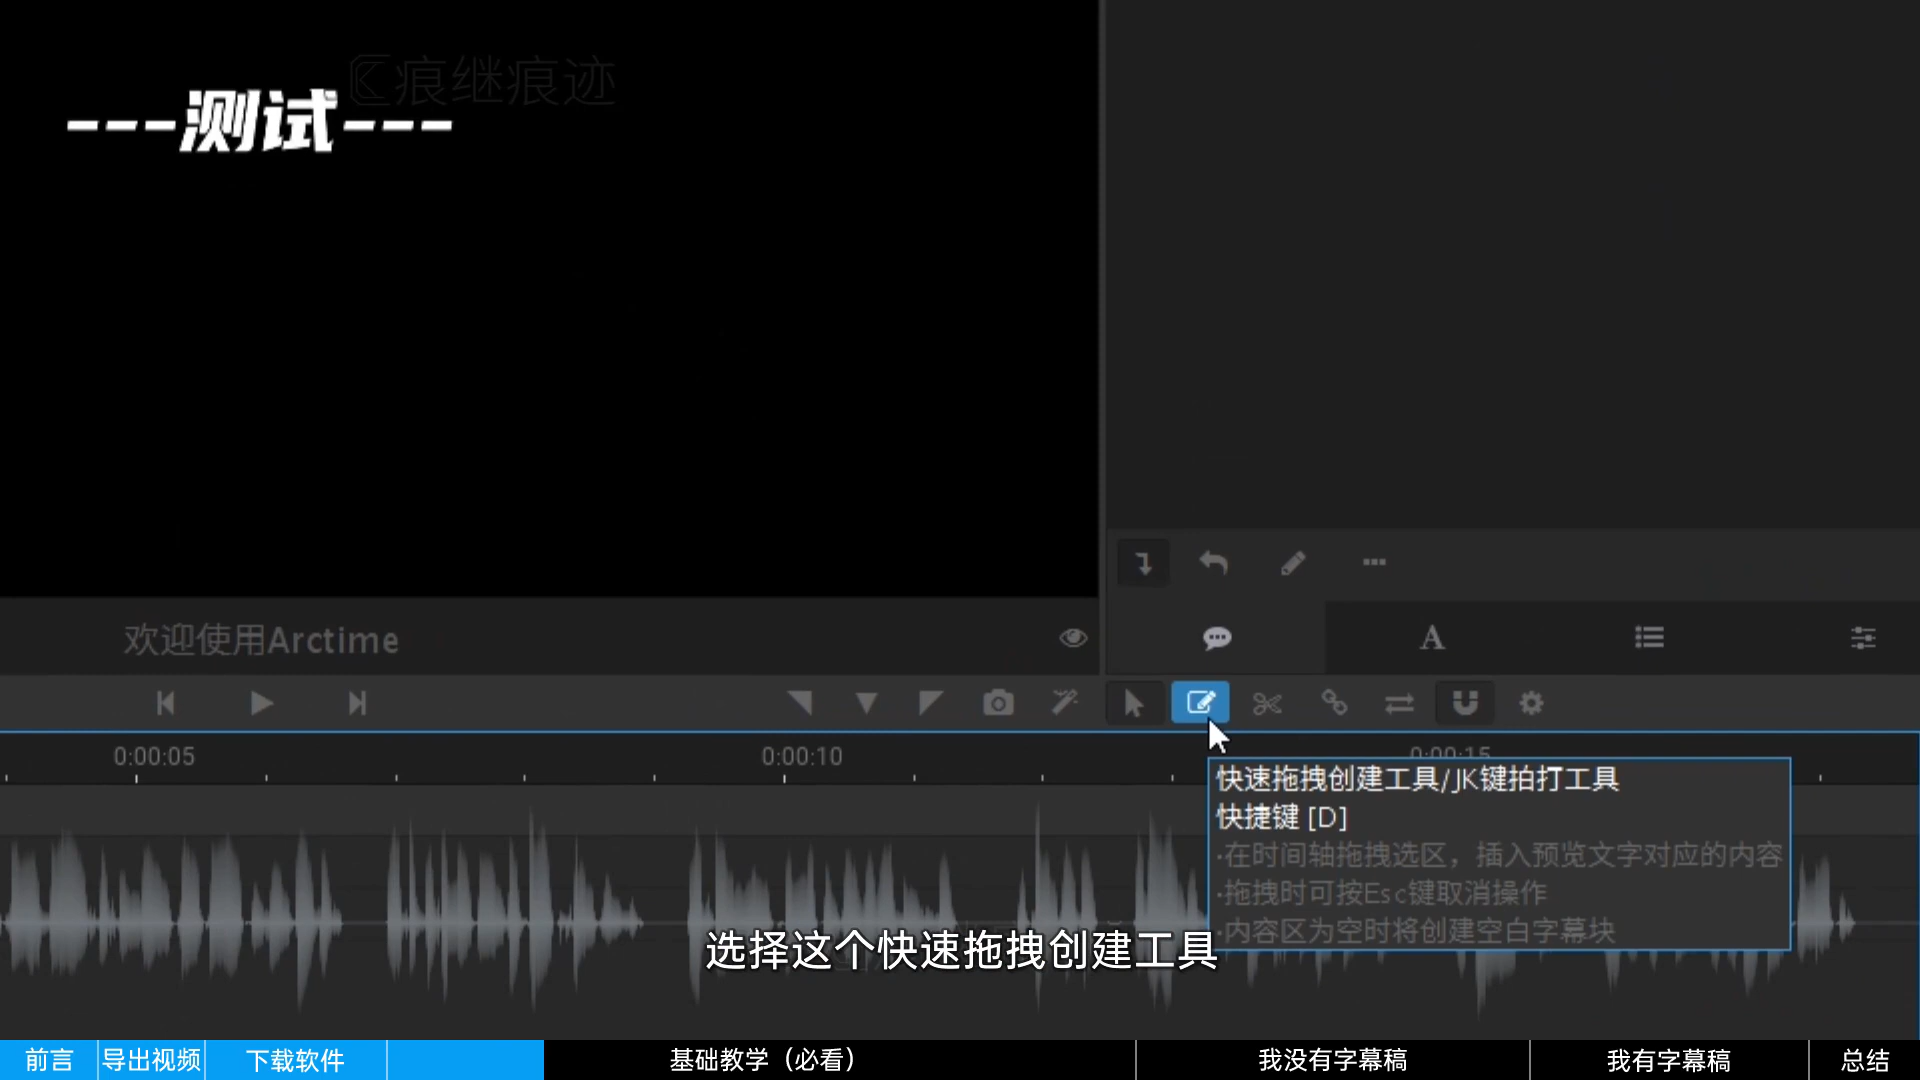 痕继痕迹
---测试---
欢迎使用Arctime
A
0:00:05
0:00:10
0:00:15
快速拖拽创建工具/JK键拍打工具
快捷键 [D]
·在时间轴拖拽选区，插入预览文字对应的内容
·拖拽时可按Esc键取消操作
·内容区为空时将创建空白字幕块
选择这个快速拖拽创建工具
前言
导出视频
下载软件
基础教学（必看）
我没有字幕稿
我有字幕稿
总结